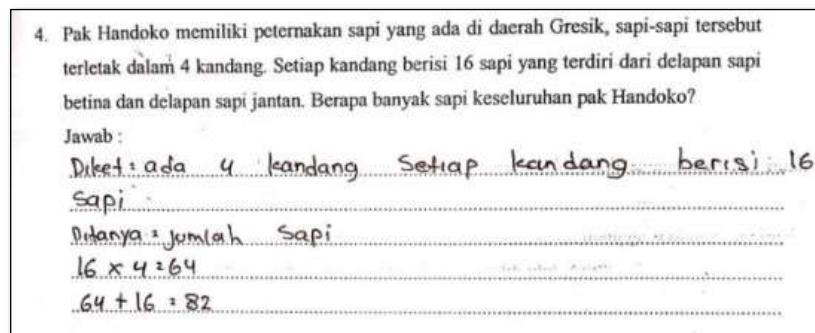 4. Pak Handoko memiliki peternakan sapi yang ada di daerah Gresik, sapi-sapi tersebut
terletak dalam 4 kandang. Setiap kandang berisi 16 sapi yang terdiri dari delapan sapi
betina dan delapan sapi jantan. Berapa banyak sapi keseluruhan pak Handoko?
Jawab :
Diket : ada 4 kandang Setiap kandang berisi 16
sapi
Ditanya : jumlah sapi
16 x 4 = 64
64 + 16 = 82